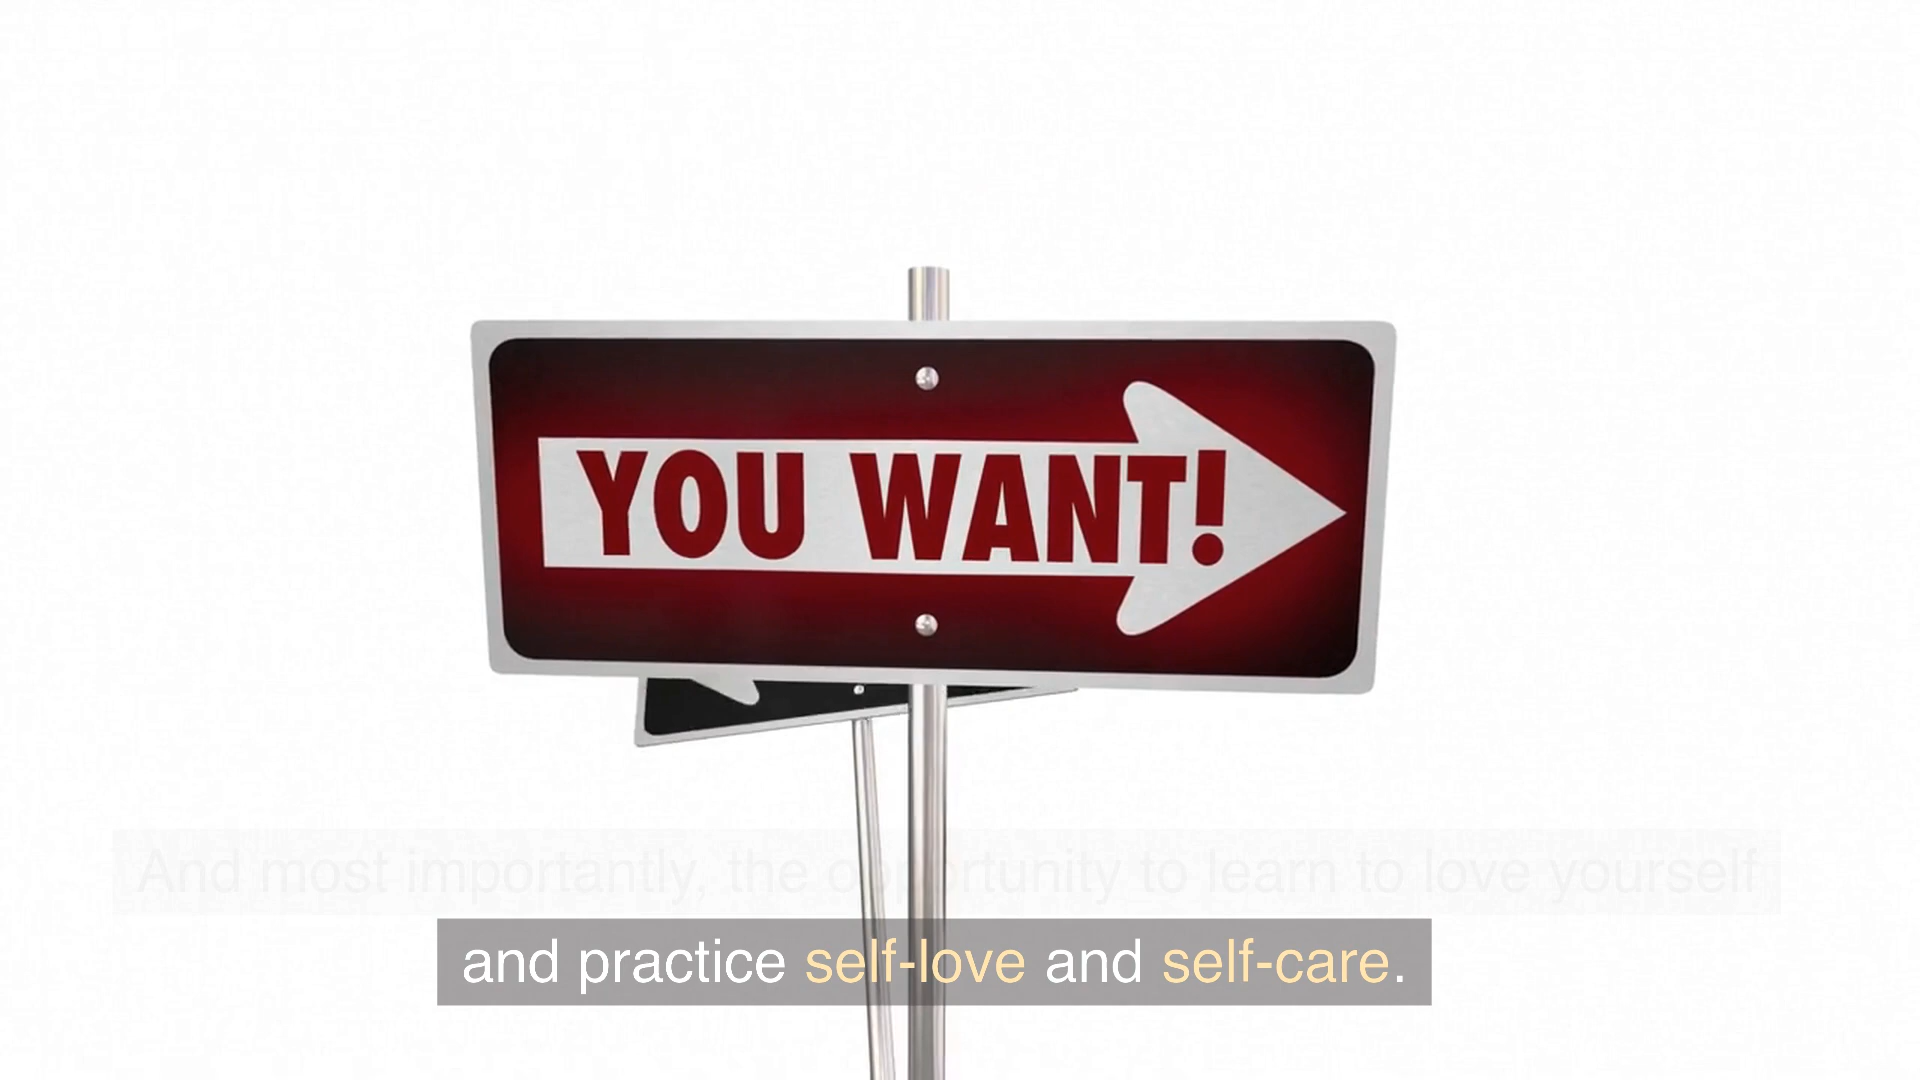 YOU WANT!
And most importantly, the opportunity to learn to love yourself
and practice self-love and self-care.